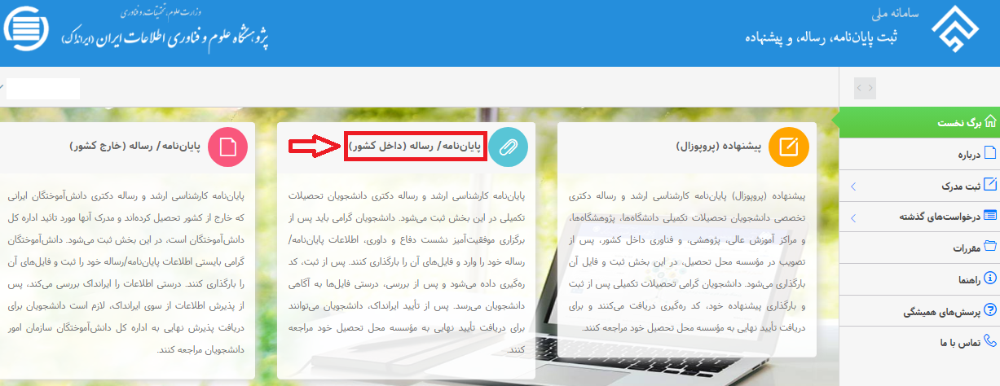 سامانه ملی
ثبت پایان‌نامه، رساله، و پیشنهاده
وزارت علوم، تحقیقات، و فناوری
پژوهشگاه علوم و فناوری اطلاعات ایران (ایرانداک)
برگ نخست
درباره
ثبت مدرک
درخواست‌های گذشته
مقررات
راهنما
پرسش‌های همیشگی
تماس با ما
پیشنهاده (پروپوزال)
پیشنهاده (پروپوزال) پایان‌نامه کارشناسی ارشد و رساله دکتری
تخصصی دانشجویان تحصیلات تکمیلی دانشگاه‌ها، پژوهشگاه‌ها،
و مراکز آموزش عالی، پژوهشی، و فناوری داخل کشور، پس از
تصویب در مؤسسه محل تحصیل، در این بخش ثبت و فایل آن
بارگذاری می‌شود. دانشجویان گرامی تحصیلات تکمیلی پس از ثبت
و بارگذاری پیشنهاده خود، کد ره‌گیری دریافت می‌کنند و برای
دریافت تأیید نهایی به مؤسسه محل تحصیل خود مراجعه کنند.
پایان‌نامه/ رساله (داخل کشور)
پایان‌نامه کارشناسی ارشد و رساله دکتری دانشجویان تحصیلات
تکمیلی در این بخش ثبت می‌شود. دانشجویان گرامی باید پس از
برگزاری موفقیت‌آمیز نشست دفاع و داوری، اطلاعات پایان‌نامه/
رساله خود را وارد و فایل‌های آن را بارگذاری کنند. پس از ثبت، کد
ره‌گیری داده می‌شود و پس از بررسی، درستی فایل‌ها به آگاهی
دانشجویان می‌رسد. پس از تأیید ایرانداک، دانشجویان می‌توانند
برای دریافت تأیید نهایی به مؤسسه محل تحصیل خود مراجعه
کنند.
پایان‌نامه/ رساله (خارج کشور)
پایان‌نامه کارشناسی ارشد و رساله دکتری دانش‌آموختگان ایرانی
که خارج از کشور تحصیل کرده‌اند و مدرک آنها مورد تائید اداره کل
دانش‌آموختگان است، در این بخش ثبت می‌شود. دانش‌آموختگان
گرامی بایستی اطلاعات پایان‌نامه/رساله خود را ثبت و فایل‌های آن
را بارگذاری کنند. درستی اطلاعات را ایرانداک بررسی می‌کند، پس
از پذیرش اطلاعات از سوی ایرانداک، لازم است دانشجویان برای
دریافت پذیرش نهایی به اداره کل دانش‌آموختگان سازمان امور
دانشجویان مراجعه کنند.